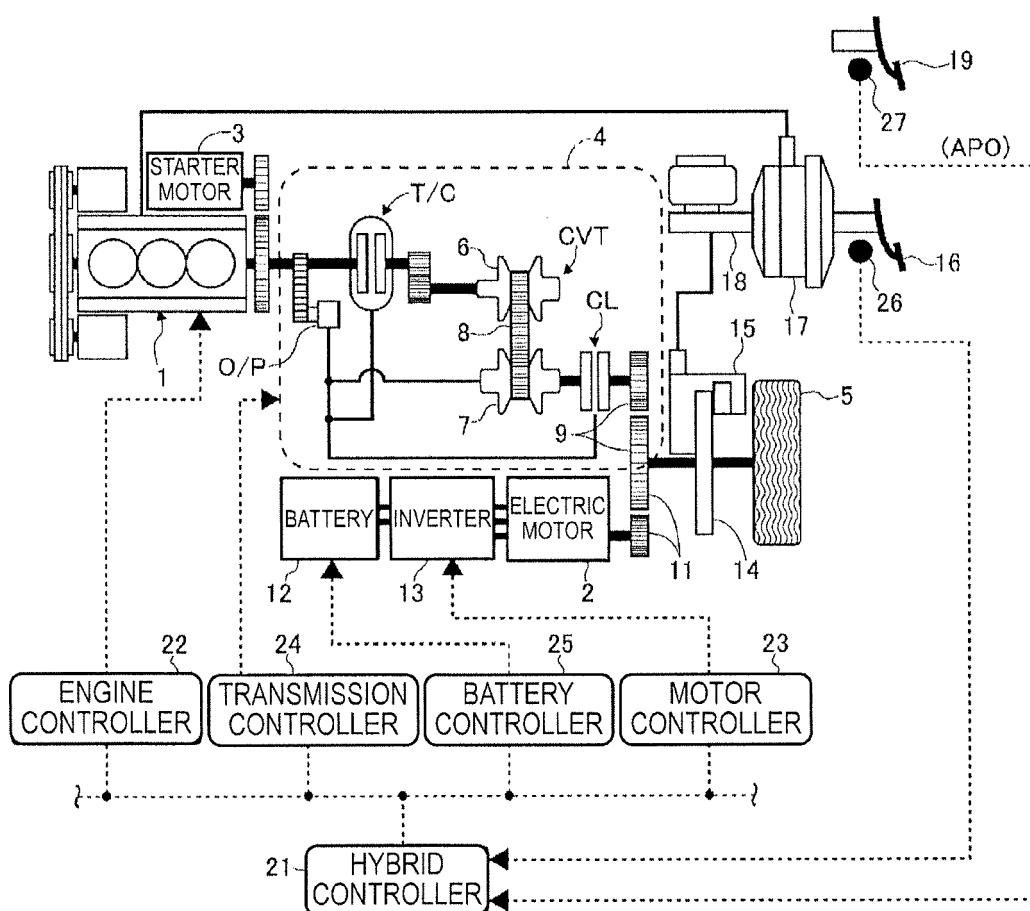 19
27
(APO)
3
STARTER
MOTOR
4
T/C
6
CVT
16
18
26
17
CL
8
15
1
O/P
5
7
9
BATTERY
INVERTER
ELECTRIC
MOTOR
12
13
2
11
14
22
24
25
23
ENGINE
CONTROLLER
TRANSMISSION
CONTROLLER
BATTERY
CONTROLLER
MOTOR
CONTROLLER
21
HYBRID
CONTROLLER